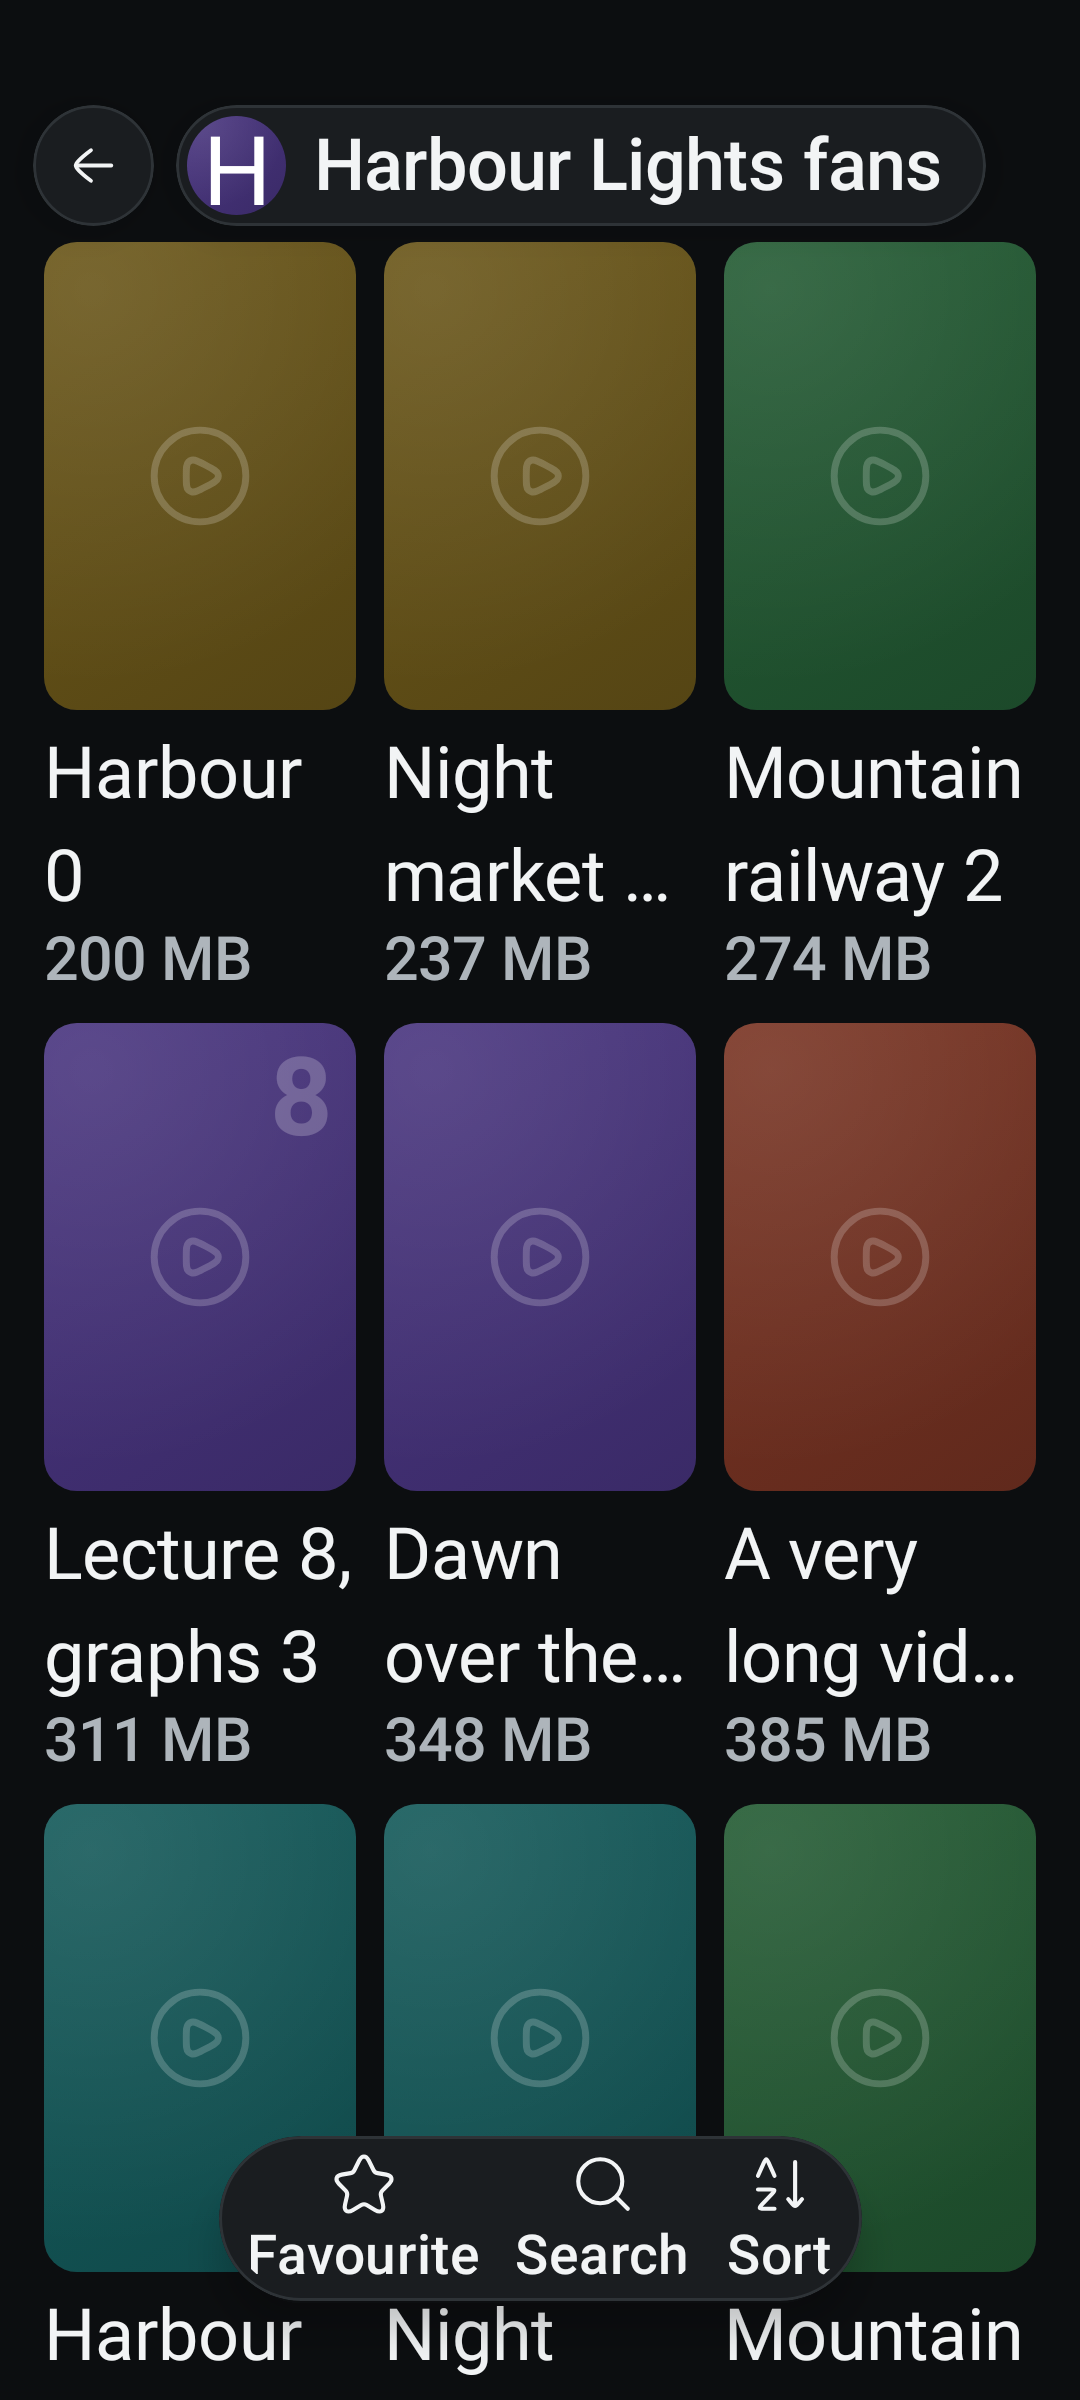 H Harbour Lights fans
Harbour
0
200 MB
Night
market ...
237 MB
Mountain
railway 2
274 MB
8
Lecture 8,
graphs 3
311 MB
Dawn
over the...
348 MB
A very
long vid...
385 MB
Favourite
Search
Sort
Harbour
Night
Mountain